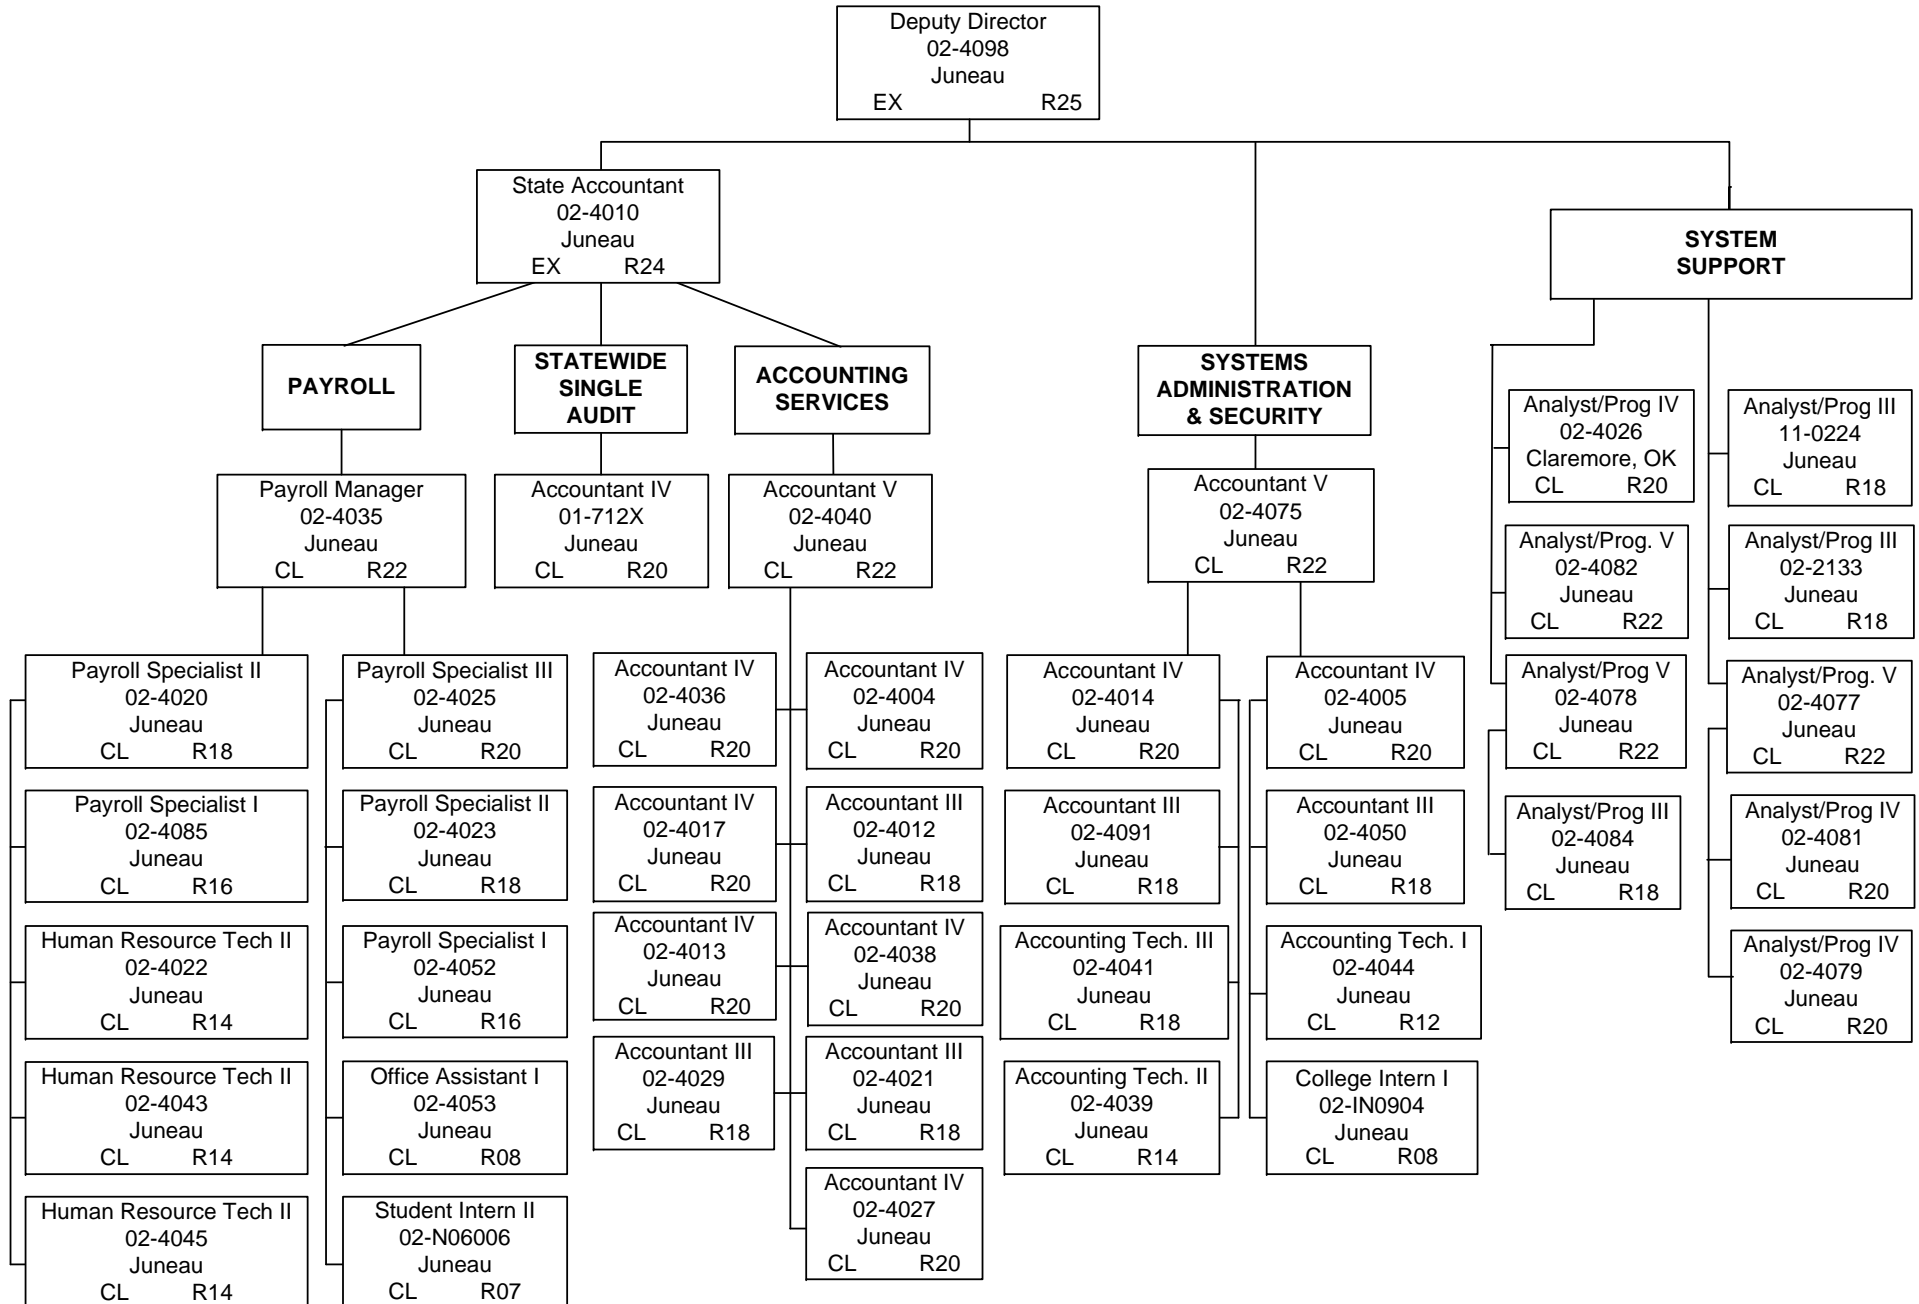 Deputy Director
02-4098
Juneau
EX R25
State Accountant
02-4010
Juneau
EX R24
SYSTEM
SUPPORT
PAYROLL
STATEWIDE
SINGLE
AUDIT
ACCOUNTING
SERVICES
SYSTEMS
ADMINISTRATION
& SECURITY
Payroll Manager
02-4035
Juneau
CL R22
Accountant IV
01-712X
Juneau
CL R20
Accountant V
02-4040
Juneau
CL R22
Accountant V
02-4075
Juneau
CL R22
Payroll Specialist II
02-4020
Juneau
CL R18
Payroll Specialist I
02-4085
Juneau
CL R16
Human Resource Tech II
02-4022
Juneau
CL R14
Human Resource Tech II
02-4043
Juneau
CL R14
Human Resource Tech II
02-4045
Juneau
CL R14
Payroll Specialist III
02-4025
Juneau
CL R20
Payroll Specialist II
02-4023
Juneau
CL R18
Payroll Specialist I
02-4052
Juneau
CL R16
Office Assistant I
02-4053
Juneau
CL R08
Student Intern II
02-N06006
Juneau
CL R07
Accountant IV
02-4036
Juneau
CL R20
Accountant IV
02-4017
Juneau
CL R20
Accountant IV
02-4013
Juneau
CL R20
Accountant III
02-4029
Juneau
CL R18
Accountant IV
02-4004
Juneau
CL R20
Accountant III
02-4012
Juneau
CL R18
Accountant IV
02-4038
Juneau
CL R20
Accountant III
02-4021
Juneau
CL R18
Accountant IV
02-4027
Juneau
CL R20
Accountant IV
02-4014
Juneau
CL R20
Accountant III
02-4091
Juneau
CL R18
Accounting Tech. III
02-4041
Juneau
CL R18
Accounting Tech. II
02-4039
Juneau
CL R14
Accountant IV
02-4005
Juneau
CL R20
Accountant III
02-4050
Juneau
CL R18
Accounting Tech. I
02-4044
Juneau
CL R12
College Intern I
02-IN0904
Juneau
CL R08
Analyst/Prog IV
02-4026
Claremore, OK
CL R20
Analyst/Prog. V
02-4082
Juneau
CL R22
Analyst/Prog V
02-4078
Juneau
CL R22
Analyst/Prog III
02-4084
Juneau
CL R18
Analyst/Prog III
11-0224
Juneau
CL R18
Analyst/Prog III
02-2133
Juneau
CL R18
Analyst/Prog. V
02-4077
Juneau
CL R22
Analyst/Prog IV
02-4081
Juneau
CL R20
Analyst/Prog IV
02-4079
Juneau
CL R20